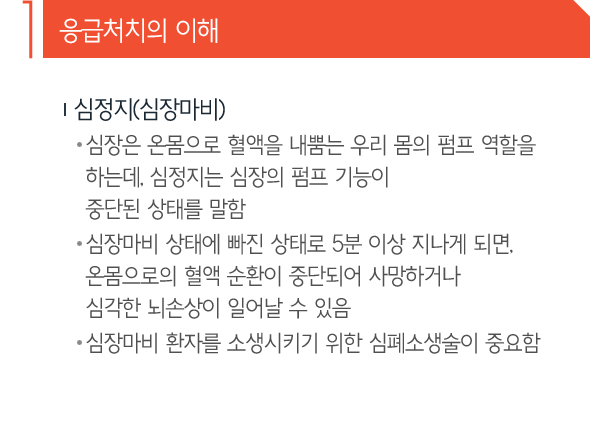 1 응급처치의 이해
ı 심정지(심장마비)
•심장은 온몸으로 혈액을 내뿜는 우리 몸의 펌프 역할을
하는데, 심정지는 심장의 펌프 기능이
중단된 상태를 말함
•심장마비 상태에 빠진 상태로 5분 이상 지나게 되면,
온몸으로의 혈액 순환이 중단되어 사망하거나
심각한 뇌손상이 일어날 수 있음
•심장마비 환자를 소생시키기 위한 심폐소생술이 중요함